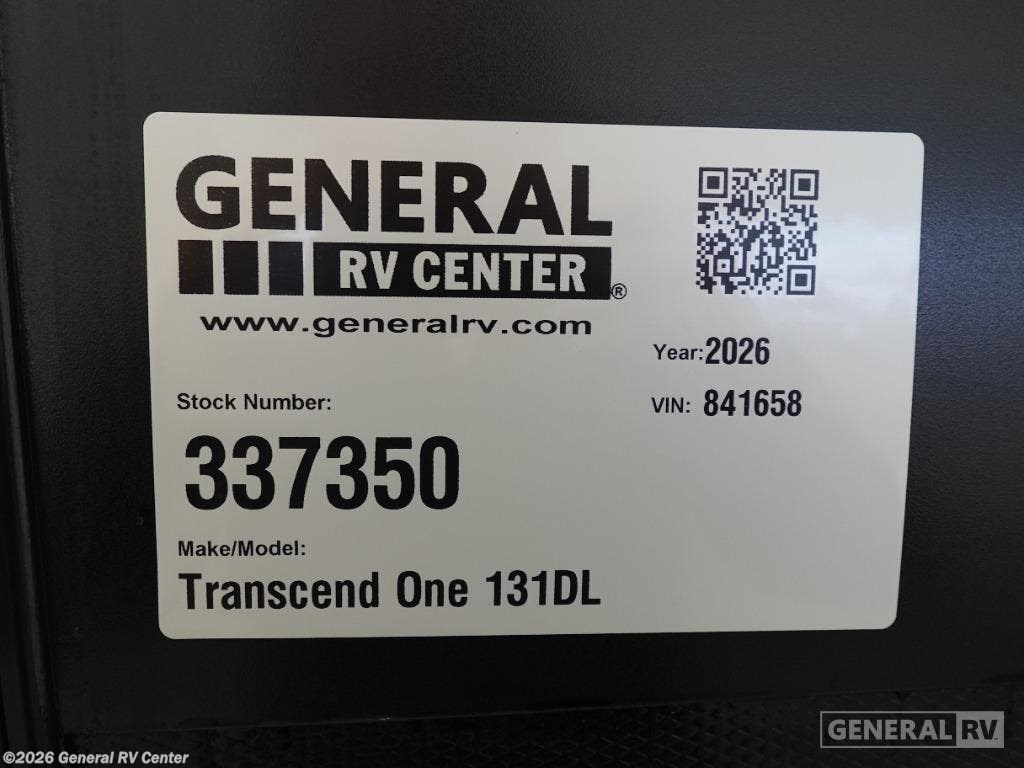 GENERAL
RV CENTER®
www.generalrv.com
Year: 2026
VIN: 841658
Stock Number:
337350
Make/Model:
Transcend One 131DL
GENERAL RV
©2026 General RV Center